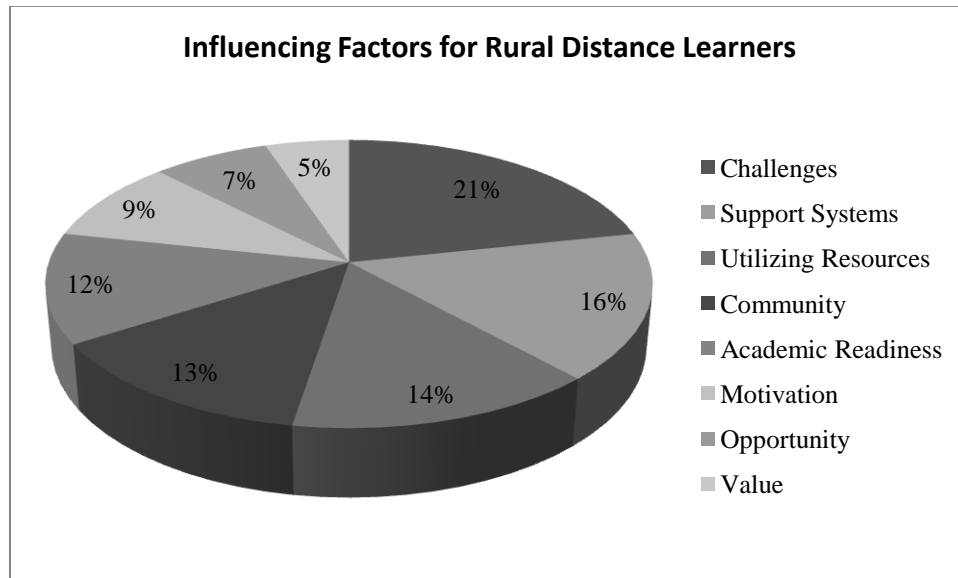 Influencing Factors for Rural Distance Learners
5%
7%
21%
9%
12%
16%
13%
14%
Challenges
Support Systems
Utilizing Resources
Community
Academic Readiness
Motivation
Opportunity
Value